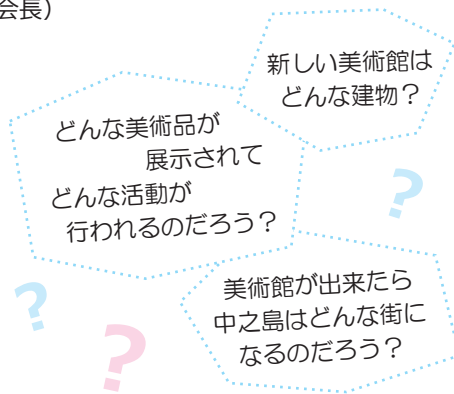 会長）
新しい美術館は
どんな建物？
どんな美術品が
展示されて
どんな活動が
行われるのだろう？
？
？
？
美術館が出来たら
中之島はどんな街に
なるのだろう？